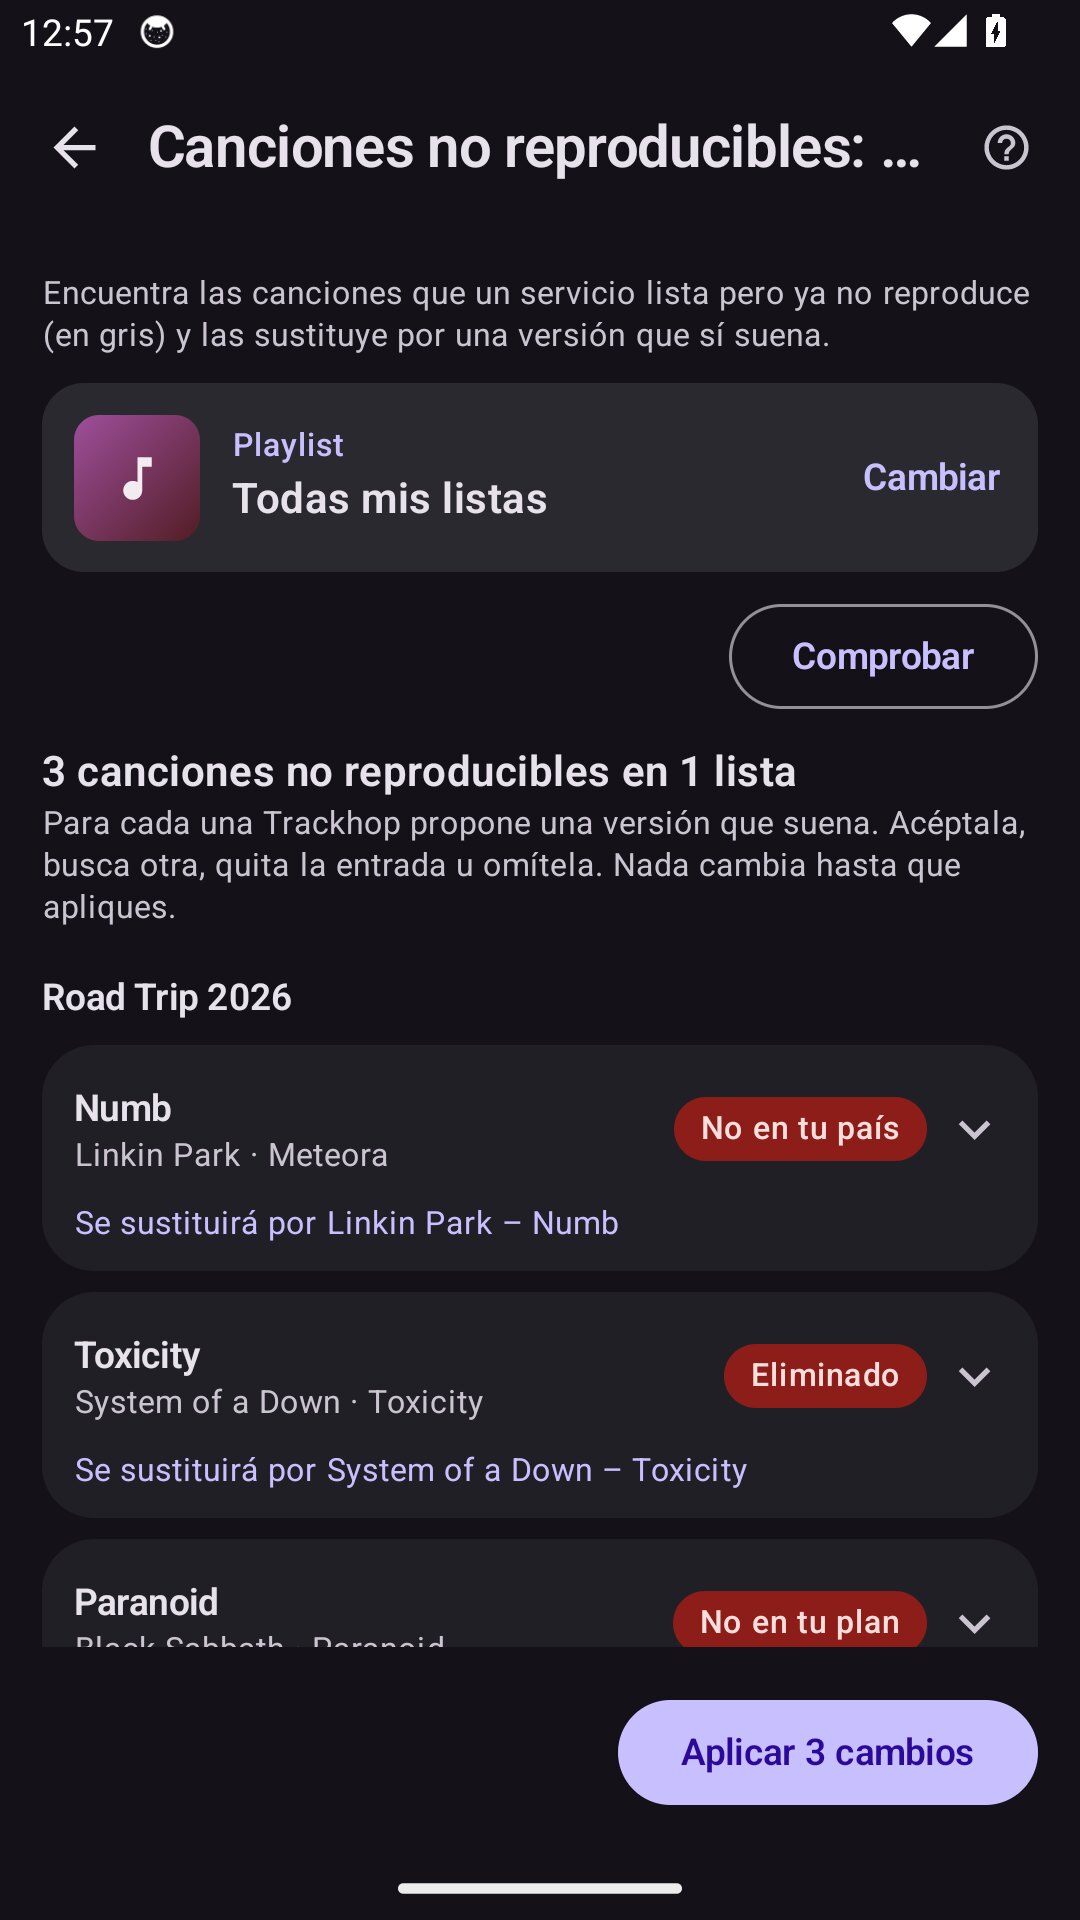 12:57
Canciones no reproducibles: ...
Encuentra las canciones que un servicio lista pero ya no reproduce
(en gris) y las sustituye por una versión que sí suena.
Playlist
Todas mis listas
Cambiar
Comprobar
3 canciones no reproducibles en 1 lista
Para cada una Trackhop propone una versión que suena. Acéptala,
busca otra, quita la entrada u omítela. Nada cambia hasta que
apliques.
Road Trip 2026
Numb
Linkin Park · Meteora
No en tu país
Se sustituirá por Linkin Park – Numb
Toxicity
System of a Down · Toxicity
Eliminado
Se sustituirá por System of a Down – Toxicity
Paranoid
Black Sabbath · Paranoid
No en tu plan
Aplicar 3 cambios